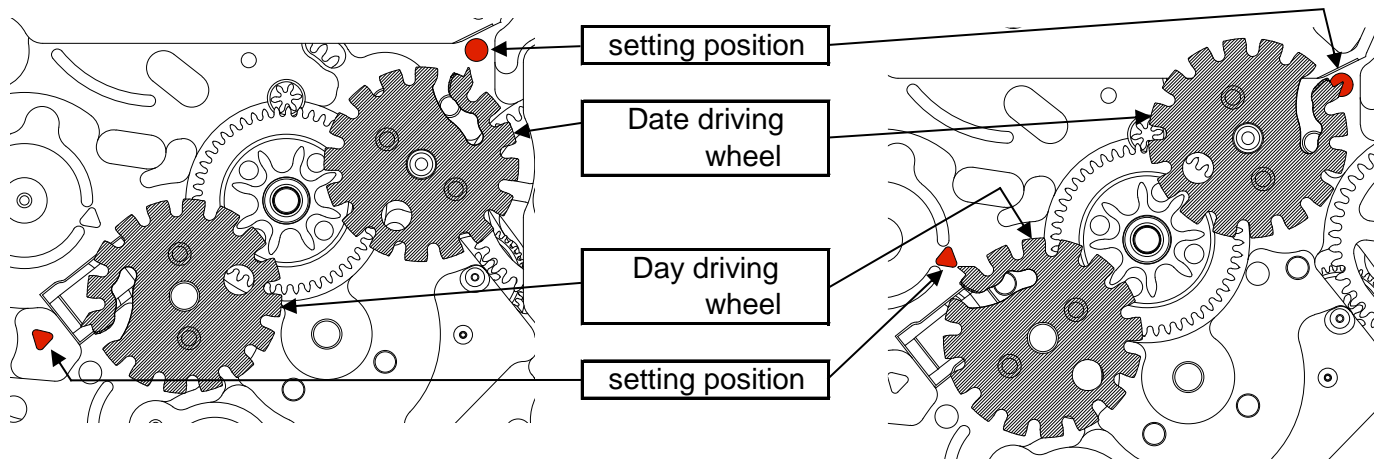 setting position
Date driving
wheel
Day driving
wheel
setting position